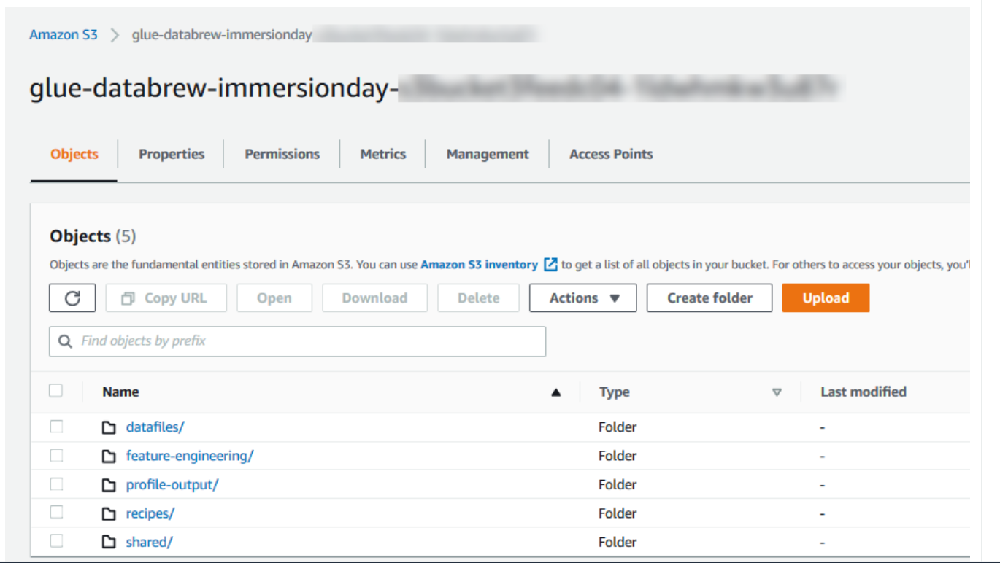 Amazon S3 > glue-databrew-immersionday
glue-databrew-immersionday-
Objects Properties Permissions Metrics Management Access Points
Objects (5)
Objects are the fundamental entities stored in Amazon S3. You can use Amazon S3 inventory to get a list of all objects in your bucket. For others to access your objects, you'l
Copy URL Open Download Delete Actions Create folder Upload
Find objects by prefix
Name Type Last modified
datafiles/ Folder -
feature-engineering/ Folder -
profile-output/ Folder -
recipes/ Folder -
shared/ Folder -